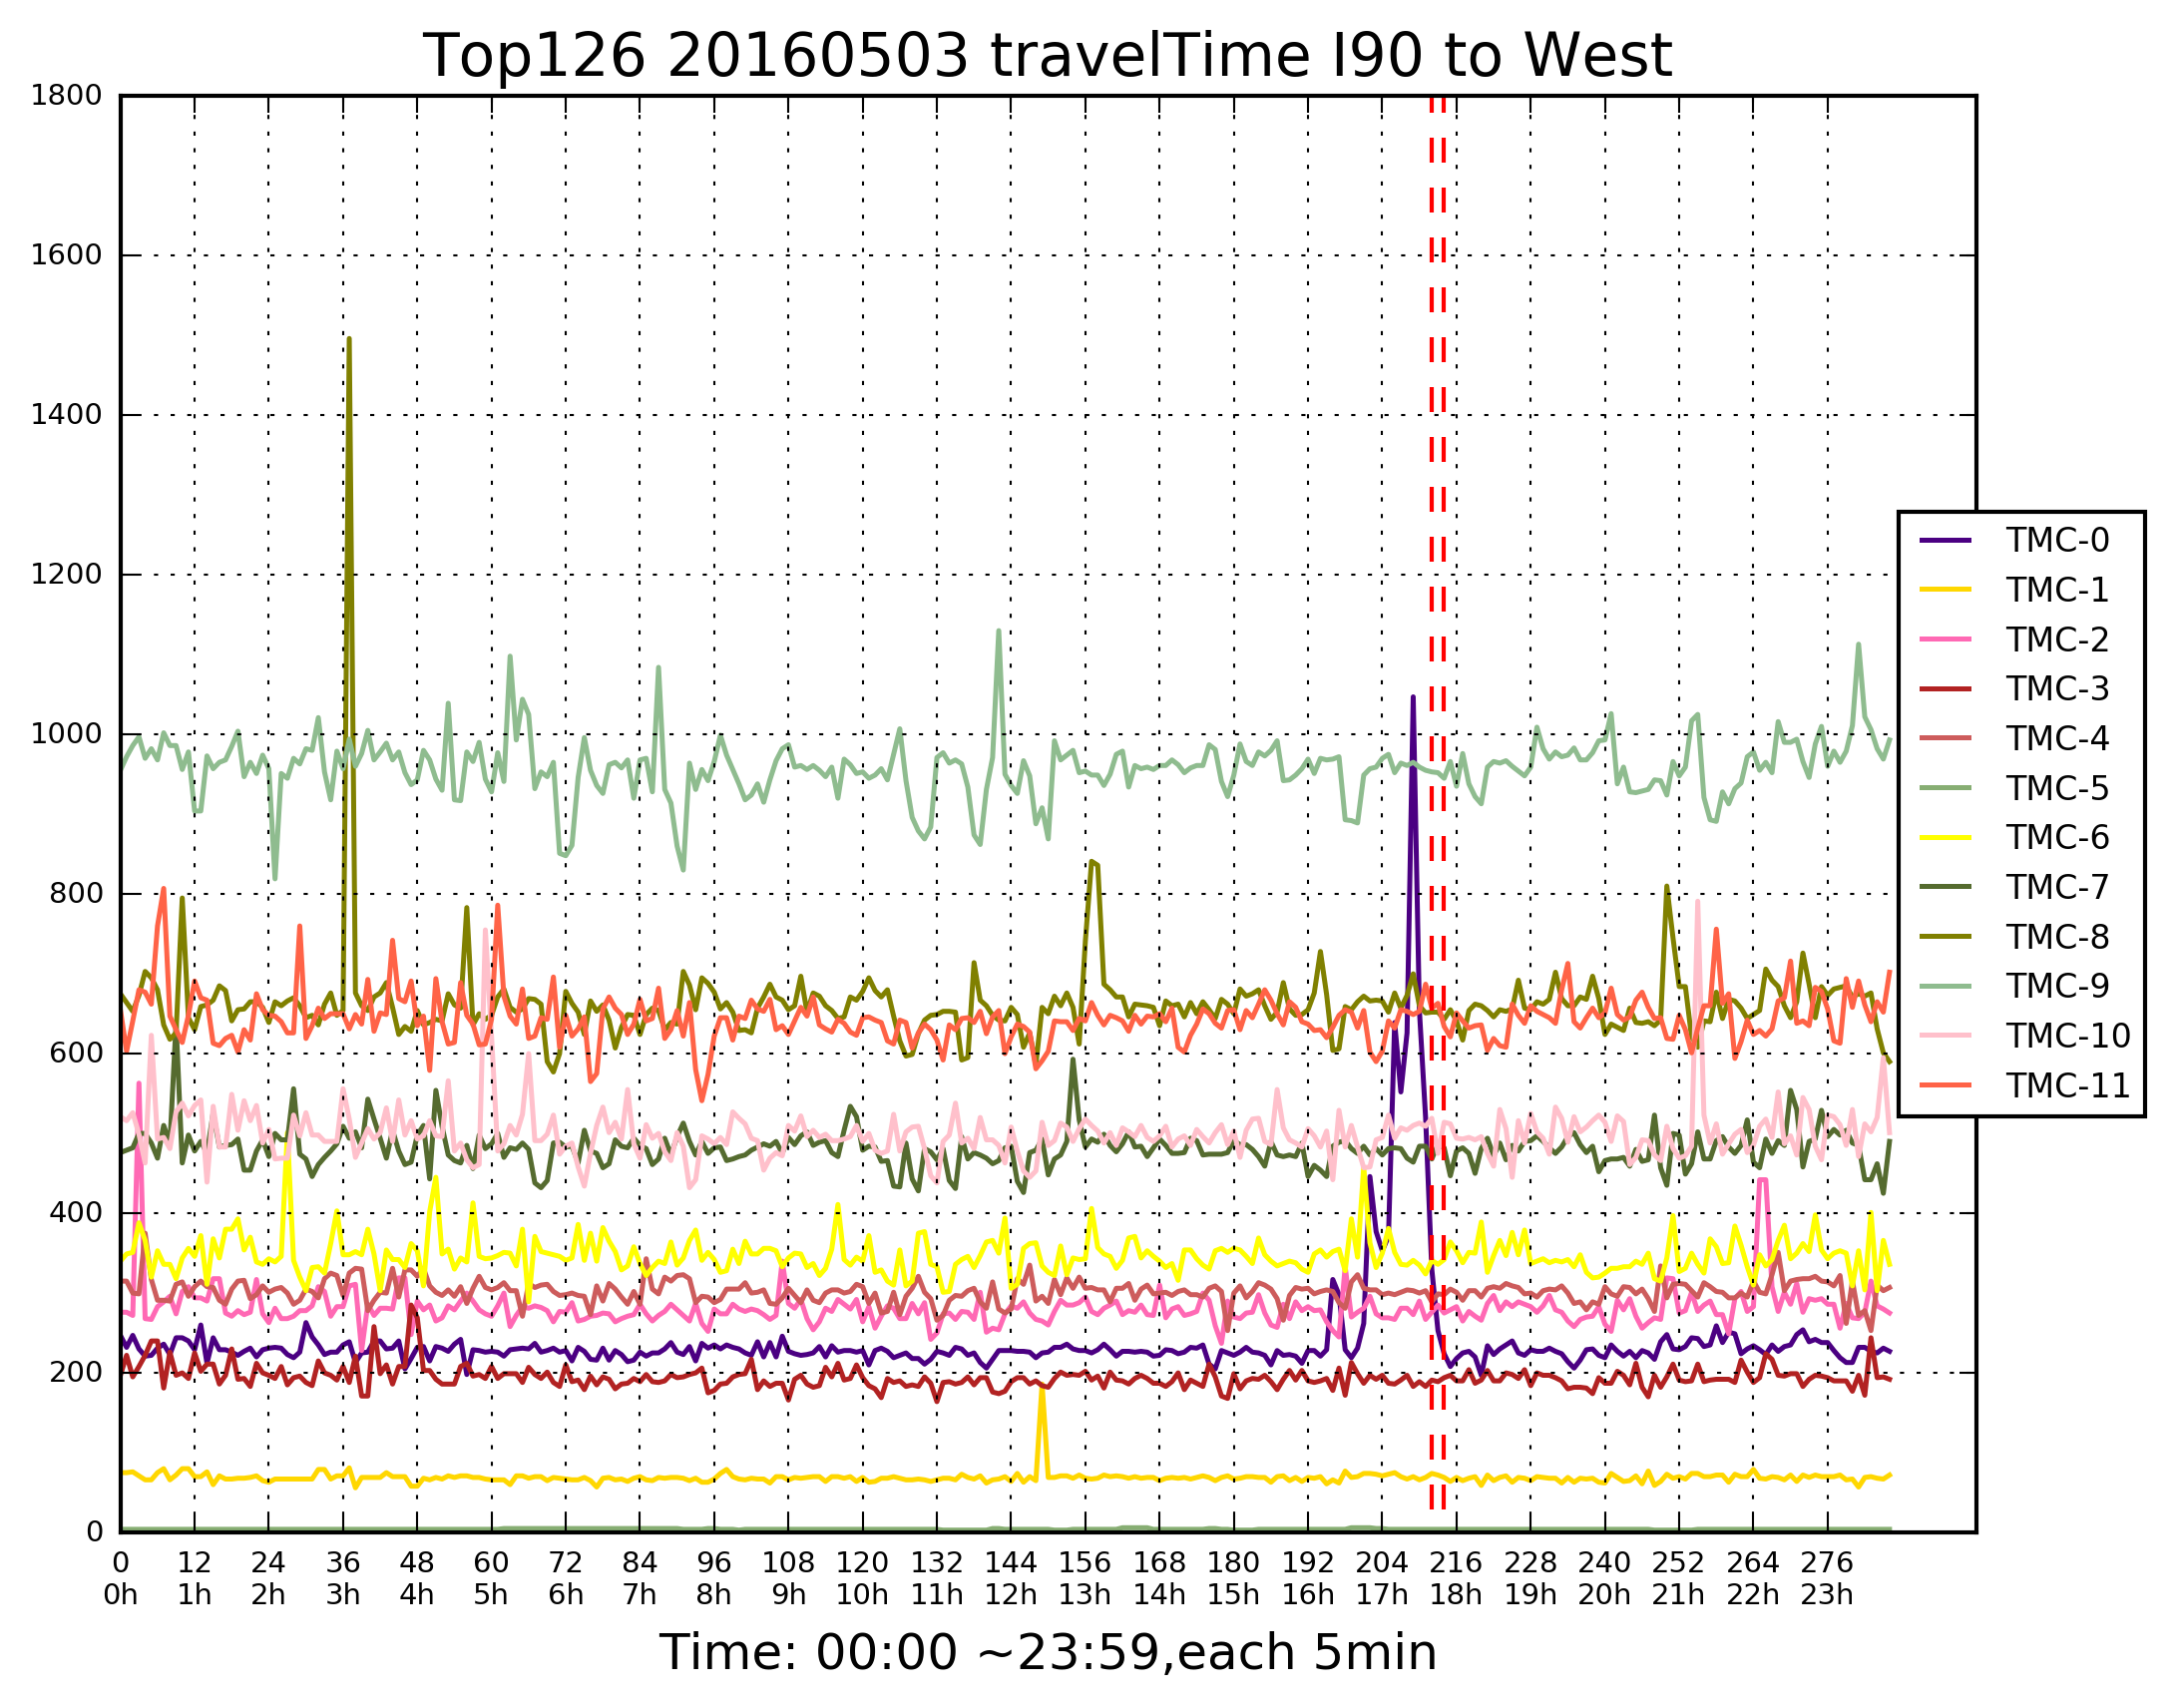 Top126 20160503 travelTime I90 to West
1800
1600
1400
1200
1000
800
600
400
200
0
TMC-0
TMC-1
TMC-2
TMC-3
TMC-4
TMC-5
TMC-6
TMC-7
TMC-8
TMC-9
TMC-10
TMC-11
0 12 24 36 48 60 72 84 96 108 120 132 144 156 168 180 192 204 216 228 240 252 264 276
0h 1h 2h 3h 4h 5h 6h 7h 8h 9h 10h 11h 12h 13h 14h 15h 16h 17h 18h 19h 20h 21h 22h 23h
Time: 00:00 ~23:59,each 5min